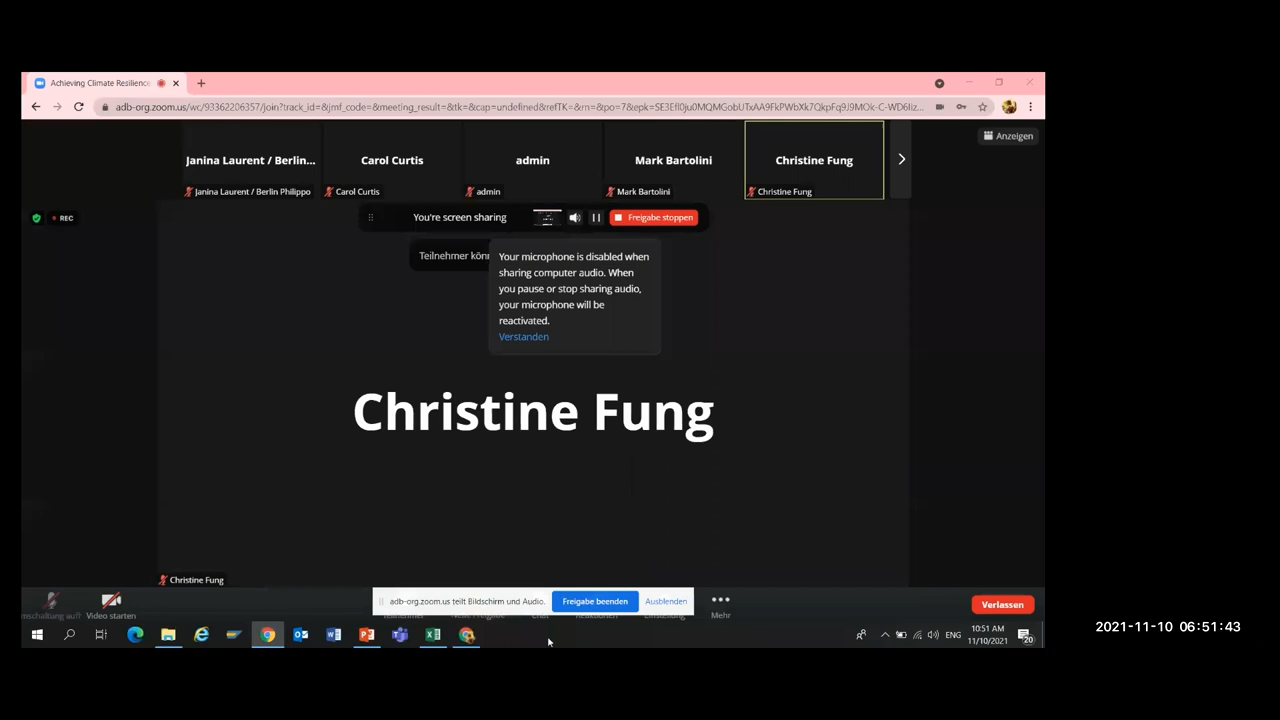 Achieving Climate Resilience
adb-org.zoom.us/wc/93362206357/join?track_id=&jmf_code=&meeting_result=&tk=&cap=undefined&refTK=&rn=&po=7&epk=
Janina Laurent / Berlin...
Carol Curtis
admin
Mark Bartolini
Christine Fung
Anzeigen
Janina Laurent / Berlin Philippo
Carol Curtis
admin
Mark Bartolini
Christine Fung
REC
You're screen sharing
Freigabe stoppen
Teilnehmer könn
Your microphone is disabled when
sharing computer audio. When
you pause or stop sharing audio,
your microphone will be
reactivated.
Verstanden
Christine Fung
Christine Fung
Video starten
adb-org.zoom.us teilt Bildschirm und Audio.
Freigabe beenden
Ausblenden
Mehr
Verlassen
ENG
10:51 AM
11/10/2021
20
2021-11-10 06:51:43